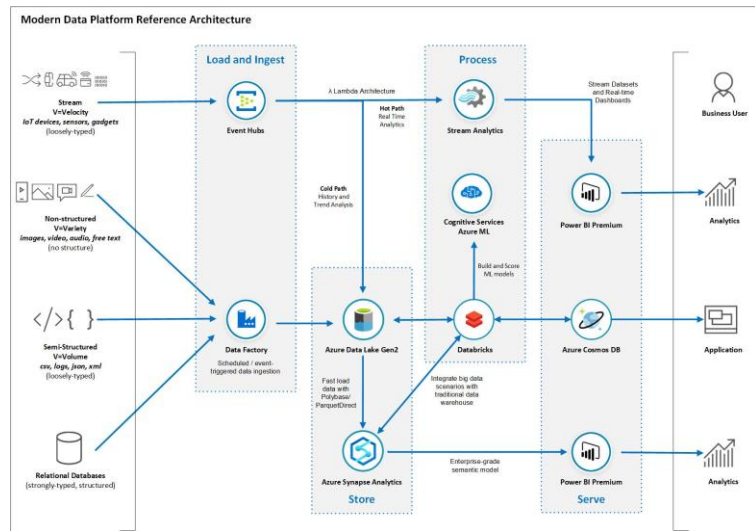 Modern Data Platform Reference Architecture
Load and Ingest
Process
Stream
V=Velocity
IoT devices, sensors, gadgets
(loosely-typed)
Event Hubs
λ Lambda Architecture
Hot Path
Real Time
Analytics
Stream Analytics
Stream Datasets
and Real-time
Dashboards
Business User
Cold Path
History and
Trend Analysis
Non-structured
V=Variety
images, video, audio, free text
(no structure)
Cognitive Services
Azure ML
Power BI Premium
Analytics
Build and Score
ML models
</> { }
Semi-Structured
V=Volume
csv, logs, json, xml
(loosely-typed)
Data Factory
Scheduled / event-
triggered data ingestion
Azure Data Lake Gen2
Databricks
Azure Cosmos DB
Application
Fast load
data with
Polybase/
ParquetDirect
Integrate big data
scenarios with
traditional data
warehouse
Relational Databases
(strongly-typed, structured)
Azure Synapse Analytics
Enterprise-grade
semantic model
Power BI Premium
Analytics
Store
Serve